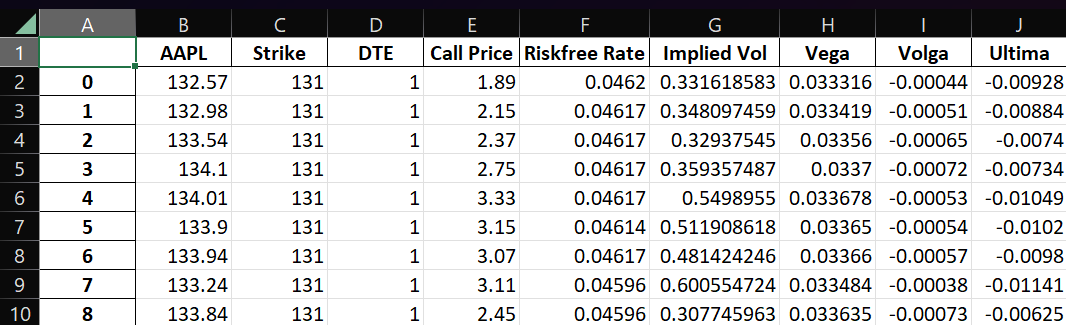 A B C D E F G H I J
1 AAPL Strike DTE Call Price Riskfree Rate Implied Vol Vega Volga Ultima
2 0 132.57 131 1 1.89 0.0462 0.331618583 0.033316 -0.00044 -0.00928
3 1 132.98 131 1 2.15 0.04617 0.348097459 0.033419 -0.00051 -0.00884
4 2 133.54 131 1 2.37 0.04617 0.32937545 0.03356 -0.00065 -0.0074
5 3 134.1 131 1 2.75 0.04617 0.359357487 0.0337 -0.00072 -0.00734
6 4 134.01 131 1 3.33 0.04617 0.5498955 0.033678 -0.00053 -0.01049
7 5 133.9 131 1 3.15 0.04614 0.511908618 0.03365 -0.00054 -0.0102
8 6 133.94 131 1 3.07 0.04617 0.481424246 0.03366 -0.00057 -0.0098
9 7 133.24 131 1 3.11 0.04596 0.600554724 0.033484 -0.00038 -0.01141
10 8 133.84 131 1 2.45 0.04596 0.307745963 0.033635 -0.00073 -0.00625